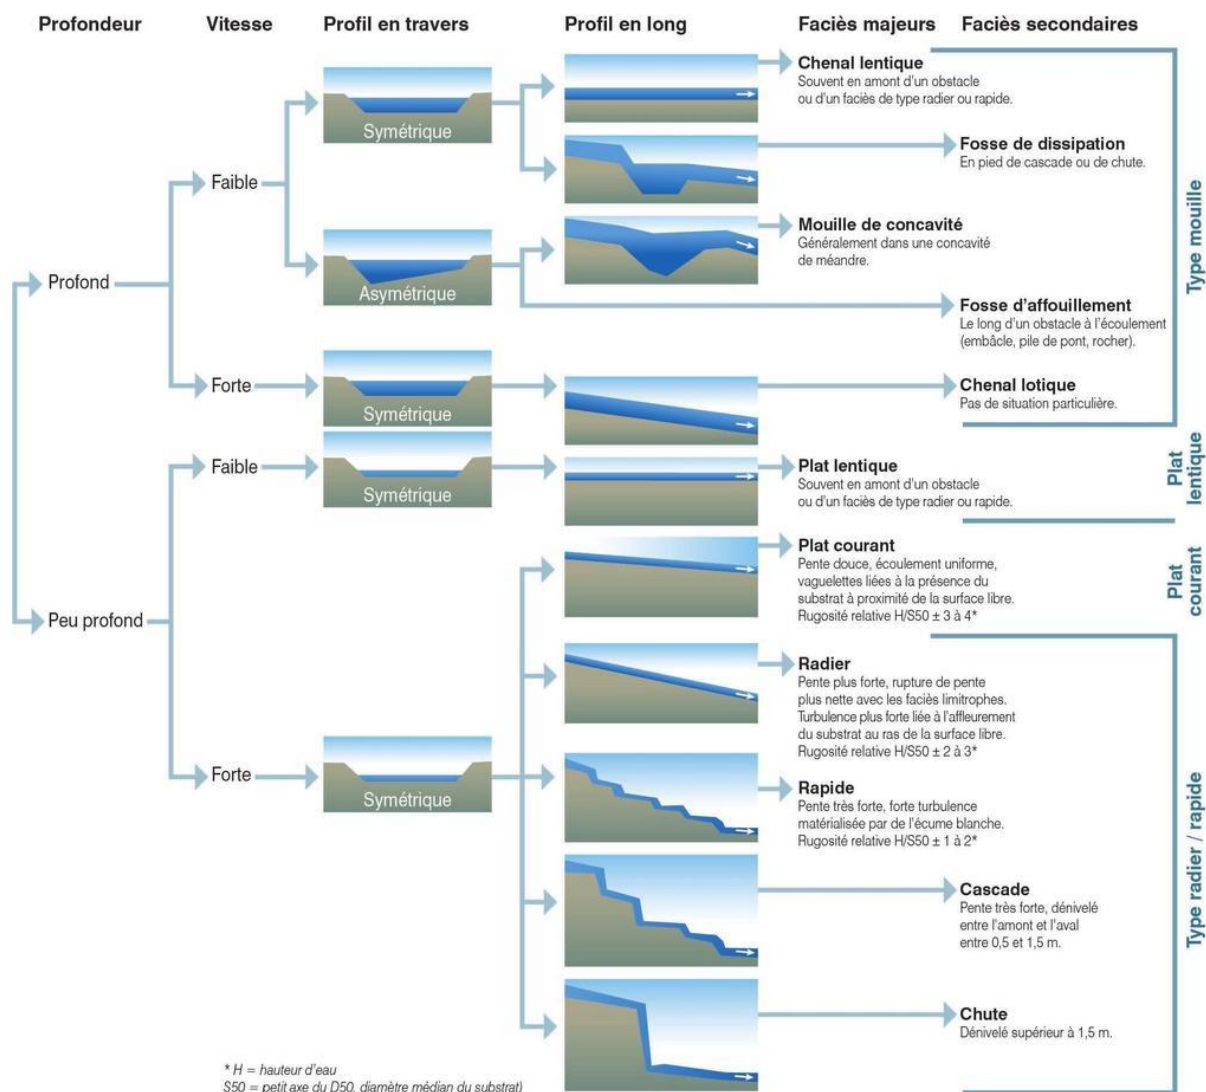 Profondeur Vitesse Profil en travers Profil en long Faciès majeurs Faciès secondaires
Chenal lentique
Souvent en amont d'un obstacle
ou d'un faciès de type radier ou rapide.
Symétrique
Fosse de dissipation
En pied de cascade ou de chute.
Faible
Mouille de concavité
Généralement dans une concavité
de méandre.
Asymétrique
Profond
Fosse d'affouillement
Le long d'un obstacle à l'écoulement
(embâcle, pile de pont, rocher).
Type mouille
Forte
Symétrique
Chenal lotique
Pas de situation particulière.
Faible
Symétrique
Plat lentique
Souvent en amont d'un obstacle
ou d'un faciès de type radier ou rapide.
Plat
lentique
Plat courant
Pente douce, écoulement uniforme,
vaguelettes liées à la présence du
substrat à proximité de la surface libre.
Rugosité relative H/S50 ± 3 à 4*
Plat
courant
Peu profond
Radier
Pente plus forte, rupture de pente
plus nette avec les faciès limitrophes.
Turbulence plus forte liée à l'affleurement
du substrat au ras de la surface libre.
Rugosité relative H/S50 ± 2 à 3*
Forte
Symétrique
Rapide
Pente très forte, forte turbulence
matérialisée par de l'écume blanche.
Rugosité relative H/S50 ± 1 à 2*
Cascade
Pente très forte, dénivelé
entre l'amont et l'aval
entre 0,5 et 1,5 m.
Type radier / rapide
Chute
Dénivelé supérieur à 1,5 m.
* H = hauteur d'eau
S50 = petit axe du D50, diamètre médian du substrat)